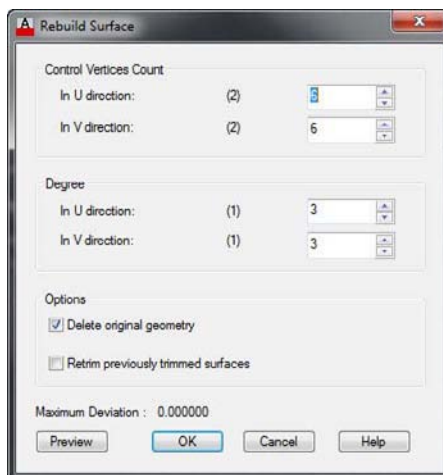 Rebuild Surface
Control Vertices Count
In U direction: (2)
In V direction: (2) 6
Degree
In U direction: (1) 3
In V direction: (1) 3
Options
Delete original geometry
Retrim previously trimmed surfaces
Maximum Deviation : 0.000000
Preview OK Cancel Help